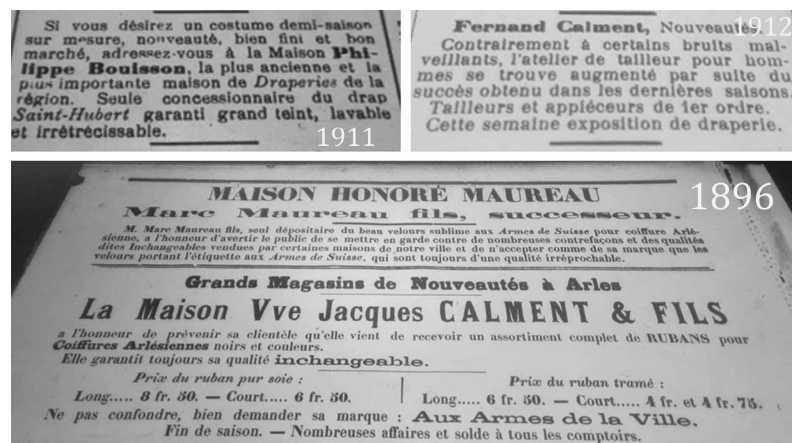 Si vous désirez un costume demi-saison
sur mesure, nouveauté, bien fini et bon
marché, adressez-vous à la Maison Phi-
lippe Bouisson, la plus ancienne et la
plus importante maison de Draperies de la
région. Seule concessionnaire du drap
Saint-Hubert garanti grand teint, lavable
et irrétrécissable.
1911
Fernand Calment, Nouveautés.
1912
Contrairement à certains bruits mal-
veillants, l'atelier de tailleur pour hom-
mes se trouve augmenté par suite du
succès obtenu dans les dernières saisons.
Tailleurs et appiéceurs de 1er ordre.
Cette semaine exposition de draperie.
1896
MAISON HONORÉ MAUREAU
Marc Maureau fils, successeur.
M. Marc Maureau fils, seul dépositaire du beau velours sublime aux Armes de Suisse pour coiffure Arlé-
sienne, a l'honneur d'avertir le public de se mettre en garde contre de nombreuses contrefaçons et des qualités
dites Inchangeables vendues par certaines maisons de notre ville et de n'accepter comme de sa marque que les
velours portant l'étiquette aux Armes de Suisse, qui sont toujours d'une qualité irréprochable.
Grands Magasins de Nouveautés à Arles
La Maison Vve Jacques CALMENT & FILS
a l'honneur de prévenir sa clientèle qu'elle vient de recevoir un assortiment complet de RUBANS pour
Coiffures Arlésiennes noirs et couleurs.
Elle garantit toujours sa qualité inchangeable.
Prix du ruban pur soie :
Long..... 8 fr. 50. — Court..... 6 fr. 50.
Prix du ruban tramé :
Long..... 6 fr. 50. — Court..... 4 fr. et 4 fr. 75.
Ne pas confondre, bien demander sa marque : Aux Armes de la Ville.
Fin de saison. — Nombreuses affaires et solde à tous les comptoirs.